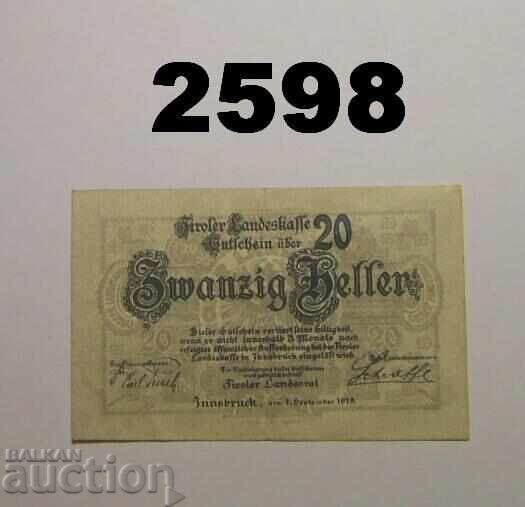 2598
Tiroler Landeskasse
Gutschein über 20
Zwanzig Heller
Dieser Gutschein verliert seine Giltigkeit,
wenn er nicht innerhalb 3 Monate nach
erfolgter öffentlicher Aufforderung bei der Tiroler
Landeskasse in Innsbruck eingelöst wird.
20 20
Tiroler Landesrat
Innsbruck, am 1. September 1919.
BALKAN
auction